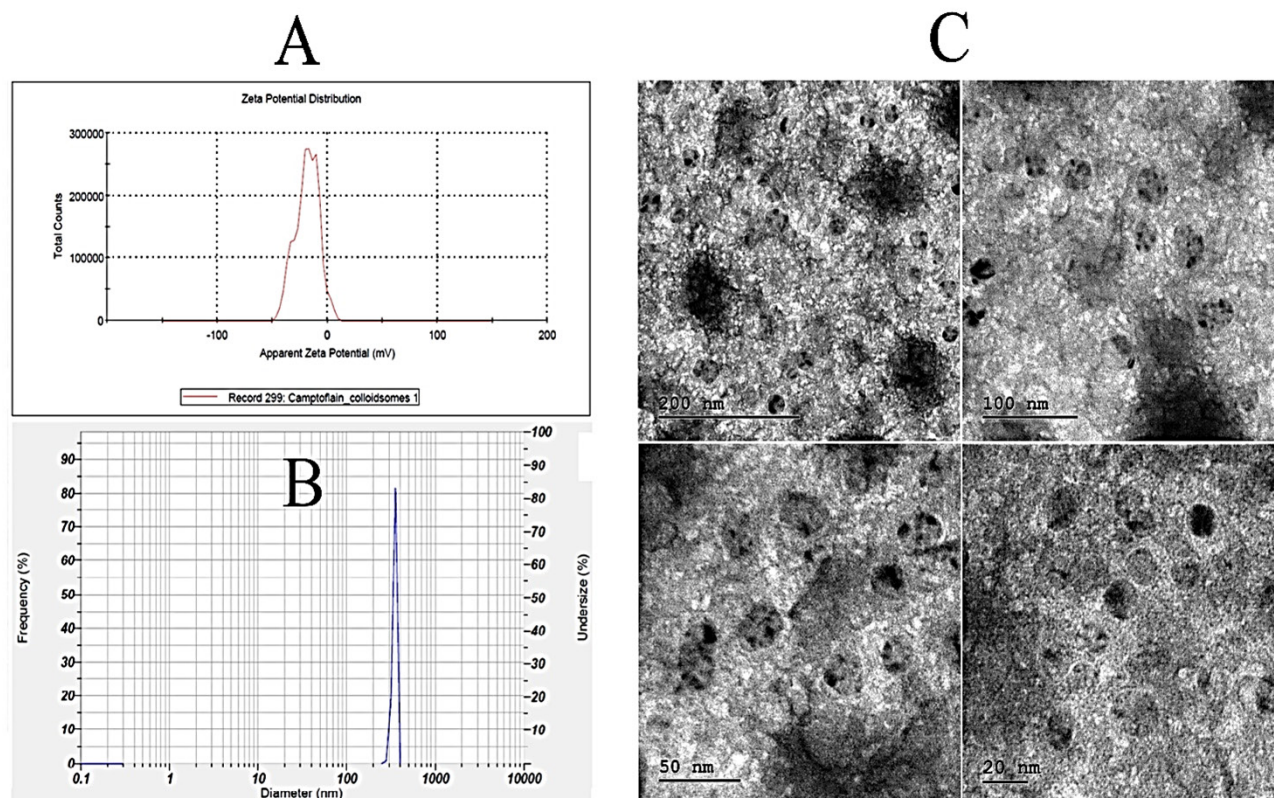 A
Zeta Potential Distribution
300000
200000
100000
0
Total Counts
-100
0
100
200
Apparent Zeta Potential (mV)
Record 299: Camptoflain_colloidsomes 1
B
90
80
70
60
50
40
30
20
10
0
Frequency (%)
100
90
80
70
60
50
40
30
20
10
Undersize (%)
0.1
1
10
100
1000
10000
Diameter (nm)
C
200 nm
100 nm
50 nm
20 nm